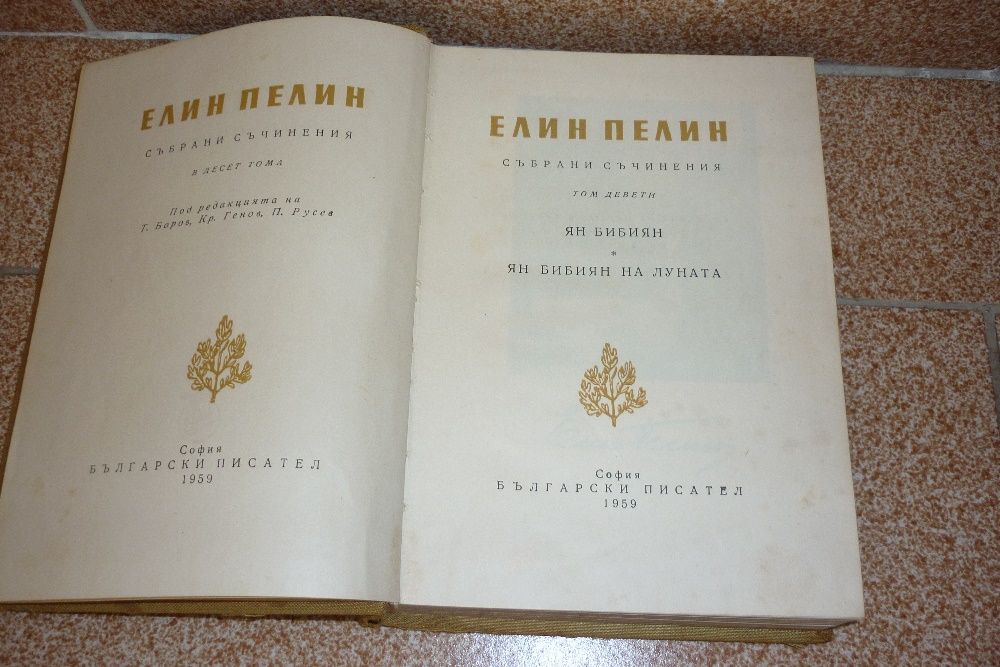 ЕЛИН ПЕЛИН
СЪБРАНИ СЪЧИНЕНИЯ
В ДЕСЕТ ТОМА
Под редакцията на
Т. Боров, Кр. Генов, П. Русев
София
БЪЛГАРСКИ ПИСАТЕЛ
1959
ЕЛИН ПЕЛИН
СЪБРАНИ СЪЧИНЕНИЯ
ТОМ ДЕВЕТИ
ЯН БИБИЯН
*
ЯН БИБИЯН НА ЛУНАТА
София
БЪЛГАРСКИ ПИСАТЕЛ
1959